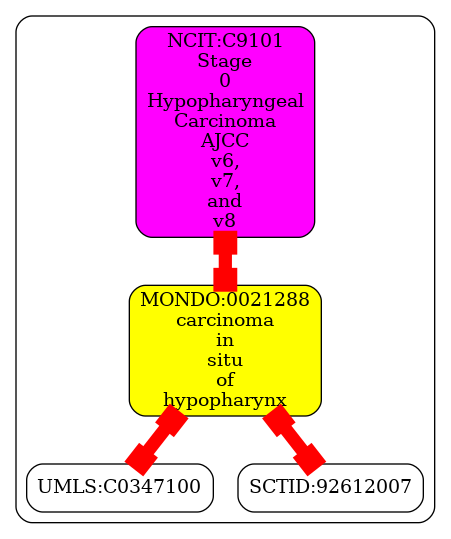 NCIT:C9101
Stage
0
Hypopharyngeal
Carcinoma
AJCC
v6,
v7,
and
v8
MONDO:0021288
carcinoma
in
situ
of
hypopharynx
UMLS:C0347100
SCTID:92612007